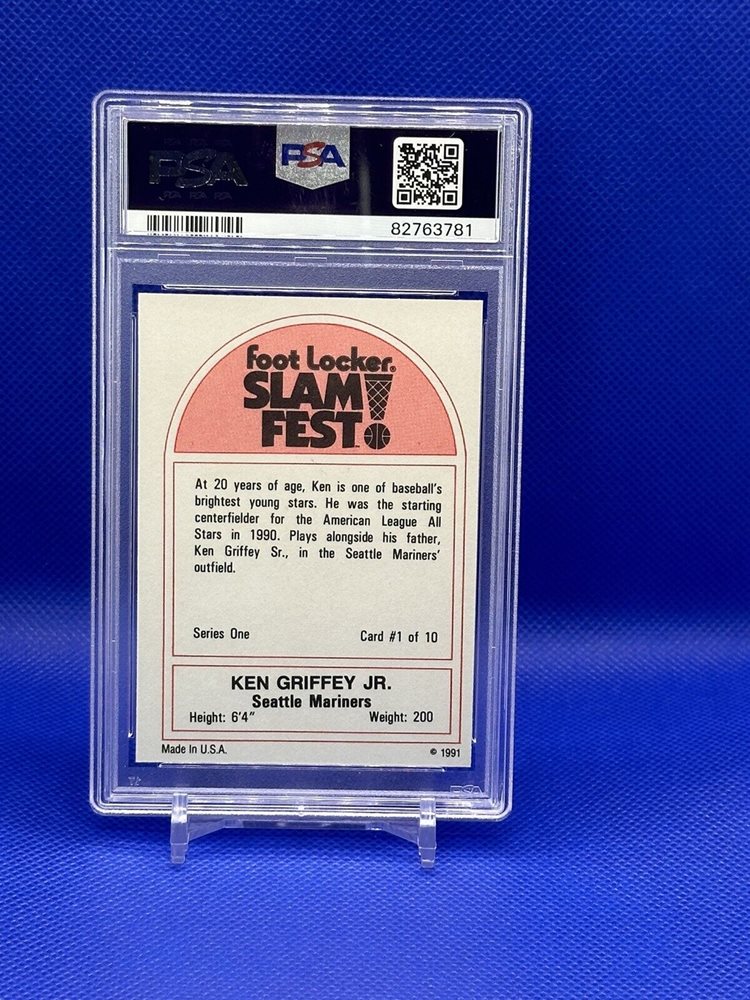 PSA
PSA
82763781
foot Locker®
SLAM
FEST!
At 20 years of age, Ken is one of baseball's
brightest young stars. He was the starting
centerfielder for the American League All
Stars in 1990. Plays alongside his father,
Ken Griffey Sr., in the Seattle Mariners'
outfield.
Series One Card #1 of 10
KEN GRIFFEY JR.
Seattle Mariners
Height: 6'4" Weight: 200
Made In U.S.A. © 1991
PSA